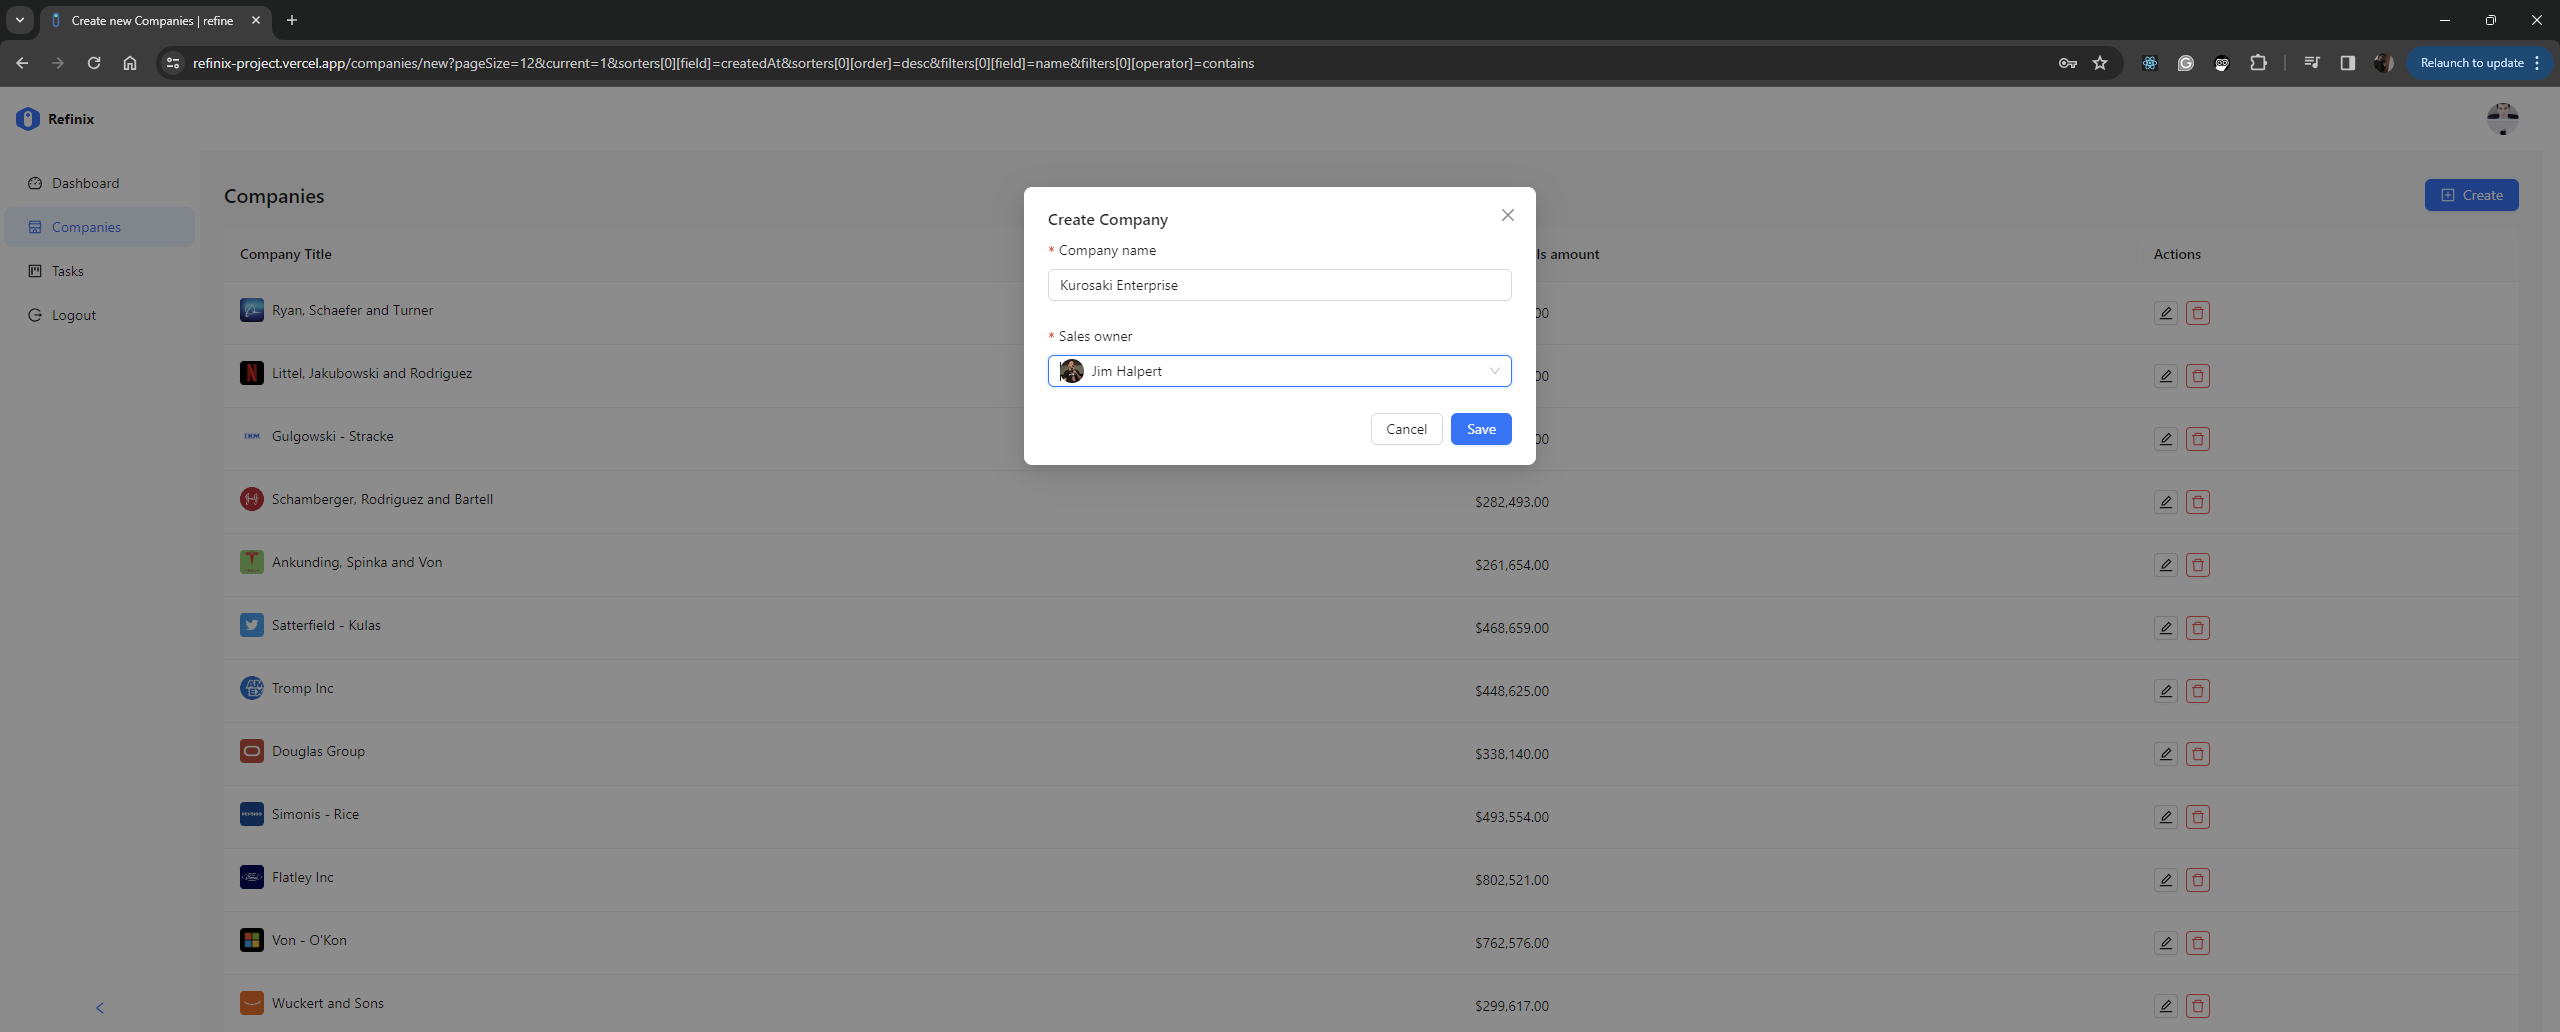 Create new Companies | refine
refinix-project.vercel.app/companies/new?pageSize=12&current=1&sorters[0][field]=createdAt&sorters[0][order]=desc&filters[0][field]=name&filters[0][operator]=contains
Relaunch to update
Refinix
Dashboard
Companies
Tasks
Logout
Companies
Create
Company Title
ls amount
Actions
Create Company
* Company name
Kurosaki Enterprise
* Sales owner
Jim Halpert
Cancel
Save
Ryan, Schaefer and Turner
00
Littel, Jakubowski and Rodriguez
00
IBM
Gulgowski - Stracke
00
Schamberger, Rodriguez and Bartell
$282,493.00
Ankunding, Spinka and Von
$261,654.00
Satterfield - Kulas
$468,659.00
AM
EX
Tromp Inc
$448,625.00
Douglas Group
$338,140.00
PEPSICO
Simonis - Rice
$493,554.00
Ford
Flatley Inc
$802,521.00
Von - O'Kon
$762,576.00
Wuckert and Sons
$299,617.00